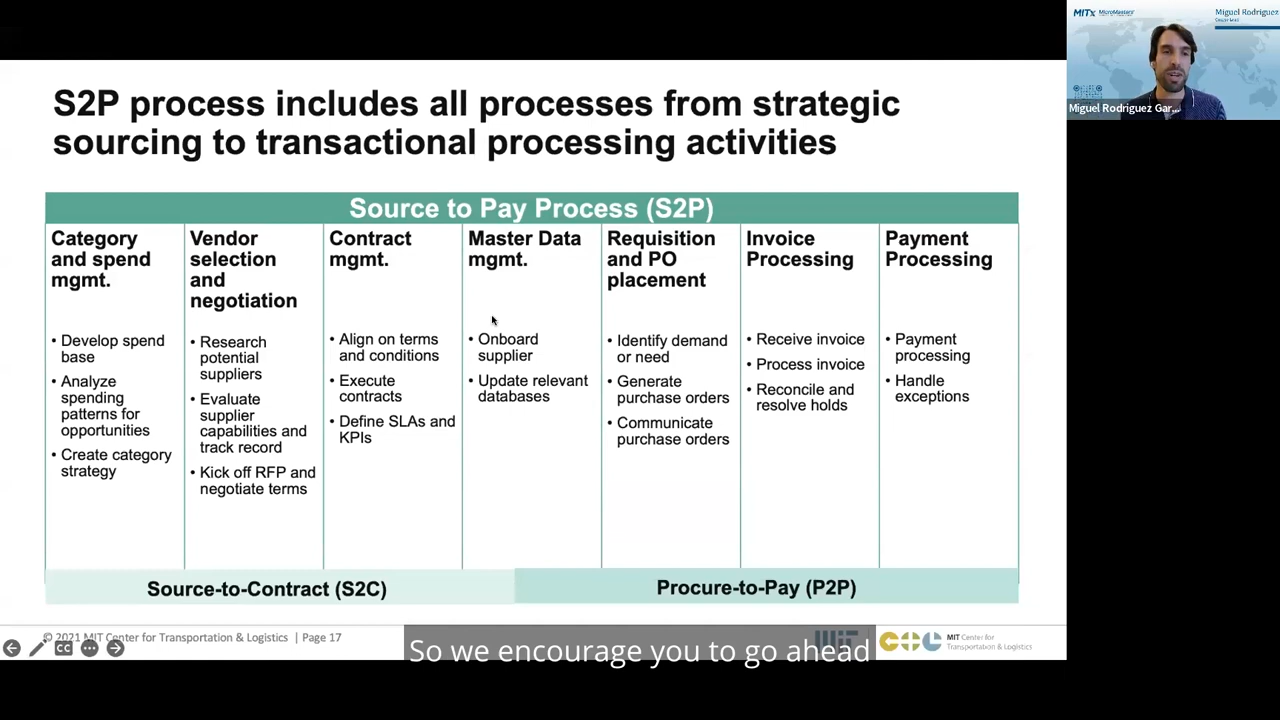 S2P process includes all processes from strategic
sourcing to transactional processing activities
Source to Pay Process (S2P)
Category
and spend
mgmt.
• Develop spend
base
• Analyze
spending
patterns for
opportunities
• Create category
strategy
Vendor
selection
and
negotiation
• Research
potential
suppliers
• Evaluate
supplier
capabilities and
track record
• Kick off RFP and
negotiate terms
Contract
mgmt.
• Align on terms
and conditions
• Execute
contracts
• Define SLAs and
KPIs
Master Data
mgmt.
• Onboard
supplier
• Update relevant
databases
Requisition
and PO
placement
• Identify demand
or need
• Generate
purchase orders
• Communicate
purchase orders
Invoice
Processing
• Receive invoice
• Process invoice
• Reconcile and
resolve holds
Payment
Processing
• Payment
processing
• Handle
exceptions
Source-to-Contract (S2C)
Procure-to-Pay (P2P)
© 2021 MIT Center for Transportation & Logistics | Page 17
CC
So we encourage you to go ahead
MIT Center for
Transportation & Logistics
MITx MicroMasters
Miguel Rodríguez
Miguel Rodríguez Gar...